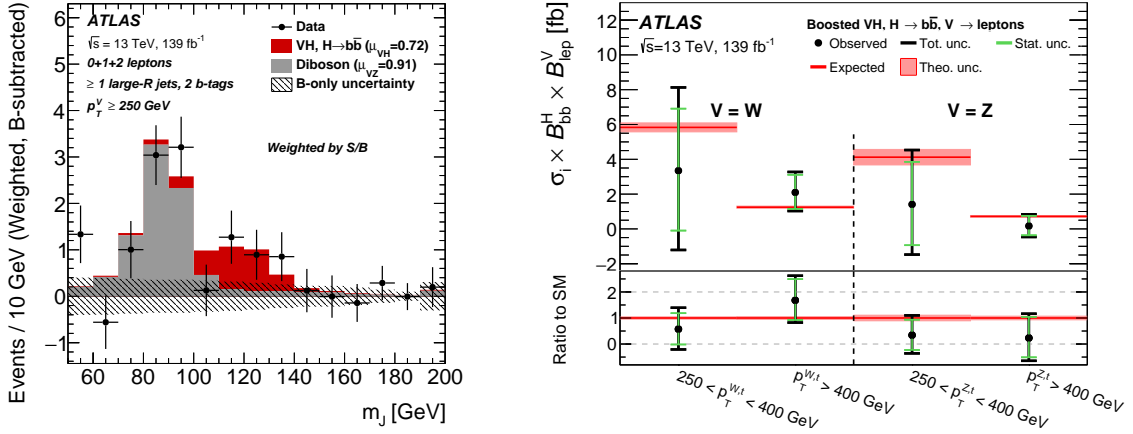 ATLAS
√s = 13 TeV, 139 fb⁻¹
0+1+2 leptons
≥ 1 large-R jets, 2 b-tags
p_T^V ≥ 250 GeV
Data
VH, H→bb̄ (μ_VH=0.72)
Diboson (μ_VZ=0.91)
B-only uncertainty
Weighted by S/B
Events / 10 GeV (Weighted, B-subtracted)
6
5
4
3
2
1
0
−1
60 80 100 120 140 160 180 200
m_J [GeV]
ATLAS
√s=13 TeV, 139 fb⁻¹
Boosted VH, H → bb̄, V → leptons
Observed Tot. unc. Stat. unc.
Expected Theo. unc.
V = W V = Z
σ_i × B_bb^H × B_lep^V [fb]
12
10
8
6
4
2
0
−2
Ratio to SM
2
1
0
250 < p_T^W,t < 400 GeV
p_T^W,t > 400 GeV
250 < p_T^Z,t < 400 GeV
p_T^Z,t > 400 GeV